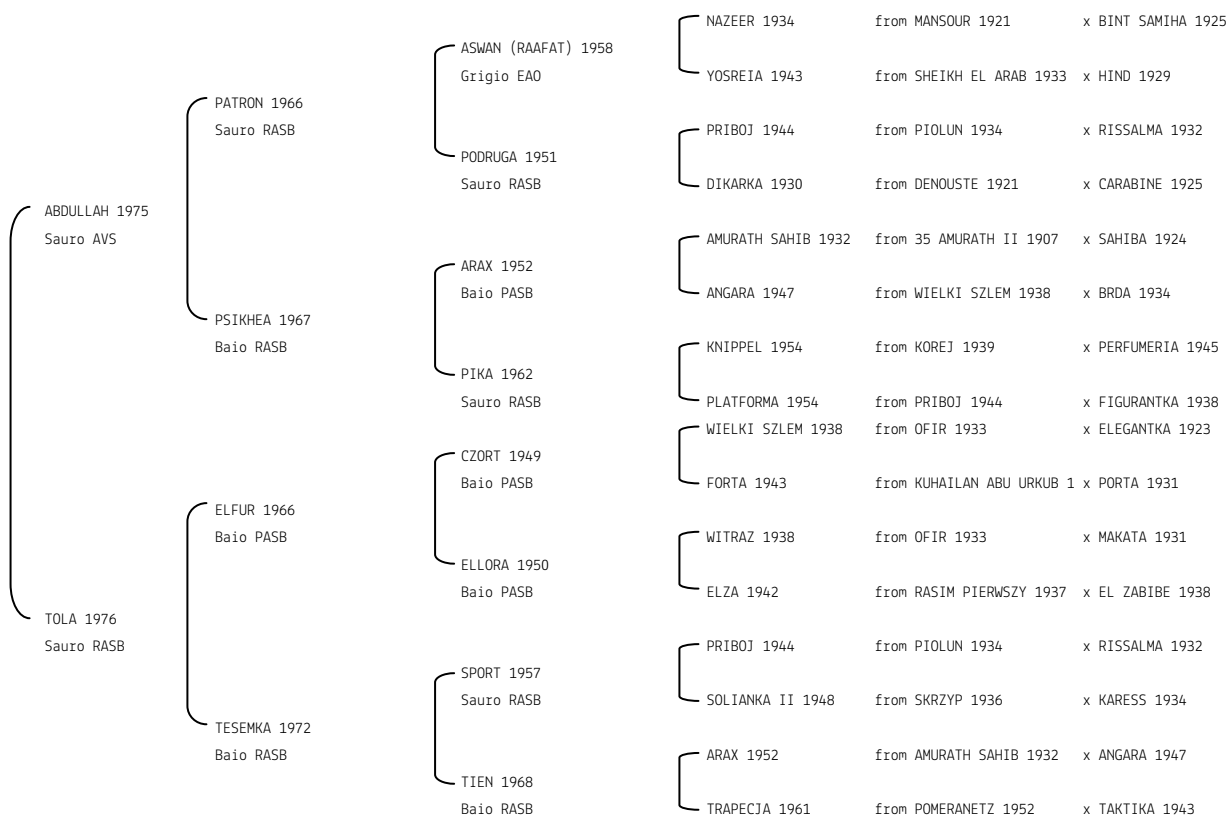 NAZEER 1934 from MANSOUR 1921 x BINT SAMIHA 1925
ASWAN (RAAFAT) 1958
Grigio EAO YOSREIA 1943 from SHEIKH EL ARAB 1933 x HIND 1929
PATRON 1966
Sauro RASB PRIBOJ 1944 from PIOLUN 1934 x RISSALMA 1932
PODRUGA 1951
Sauro RASB DIKARKA 1930 from DENOUSTE 1921 x CARABINE 1925
ABDULLAH 1975
Sauro AVS AMURATH SAHIB 1932 from 35 AMURATH II 1907 x SAHIBA 1924
ARAX 1952
Baio PASB ANGARA 1947 from WIELKI SZLEM 1938 x BRDA 1934
PSIKHEA 1967
Baio RASB KNIPPEL 1954 from KOREJ 1939 x PERFUMERIA 1945
PIKA 1962
Sauro RASB PLATFORMA 1954 from PRIBOJ 1944 x FIGURANTKA 1938
WIELKI SZLEM 1938 from OFIR 1933 x ELEGANTKA 1923
CZORT 1949
Baio PASB FORTA 1943 from KUHAILAN ABU URKUB 1 x PORTA 1931
ELFUR 1966
Baio PASB WITRAZ 1938 from OFIR 1933 x MAKATA 1931
ELLORA 1950
Baio PASB ELZA 1942 from RASIM PIERWSZY 1937 x EL ZABIBE 1938
TOLA 1976
Sauro RASB PRIBOJ 1944 from PIOLUN 1934 x RISSALMA 1932
SPORT 1957
Sauro RASB SOLIANKA II 1948 from SKRZYP 1936 x KARESS 1934
TESEMKA 1972
Baio RASB ARAX 1952 from AMURATH SAHIB 1932 x ANGARA 1947
TIEN 1968
Baio RASB TRAPECJA 1961 from POMERANETZ 1952 x TAKTIKA 1943